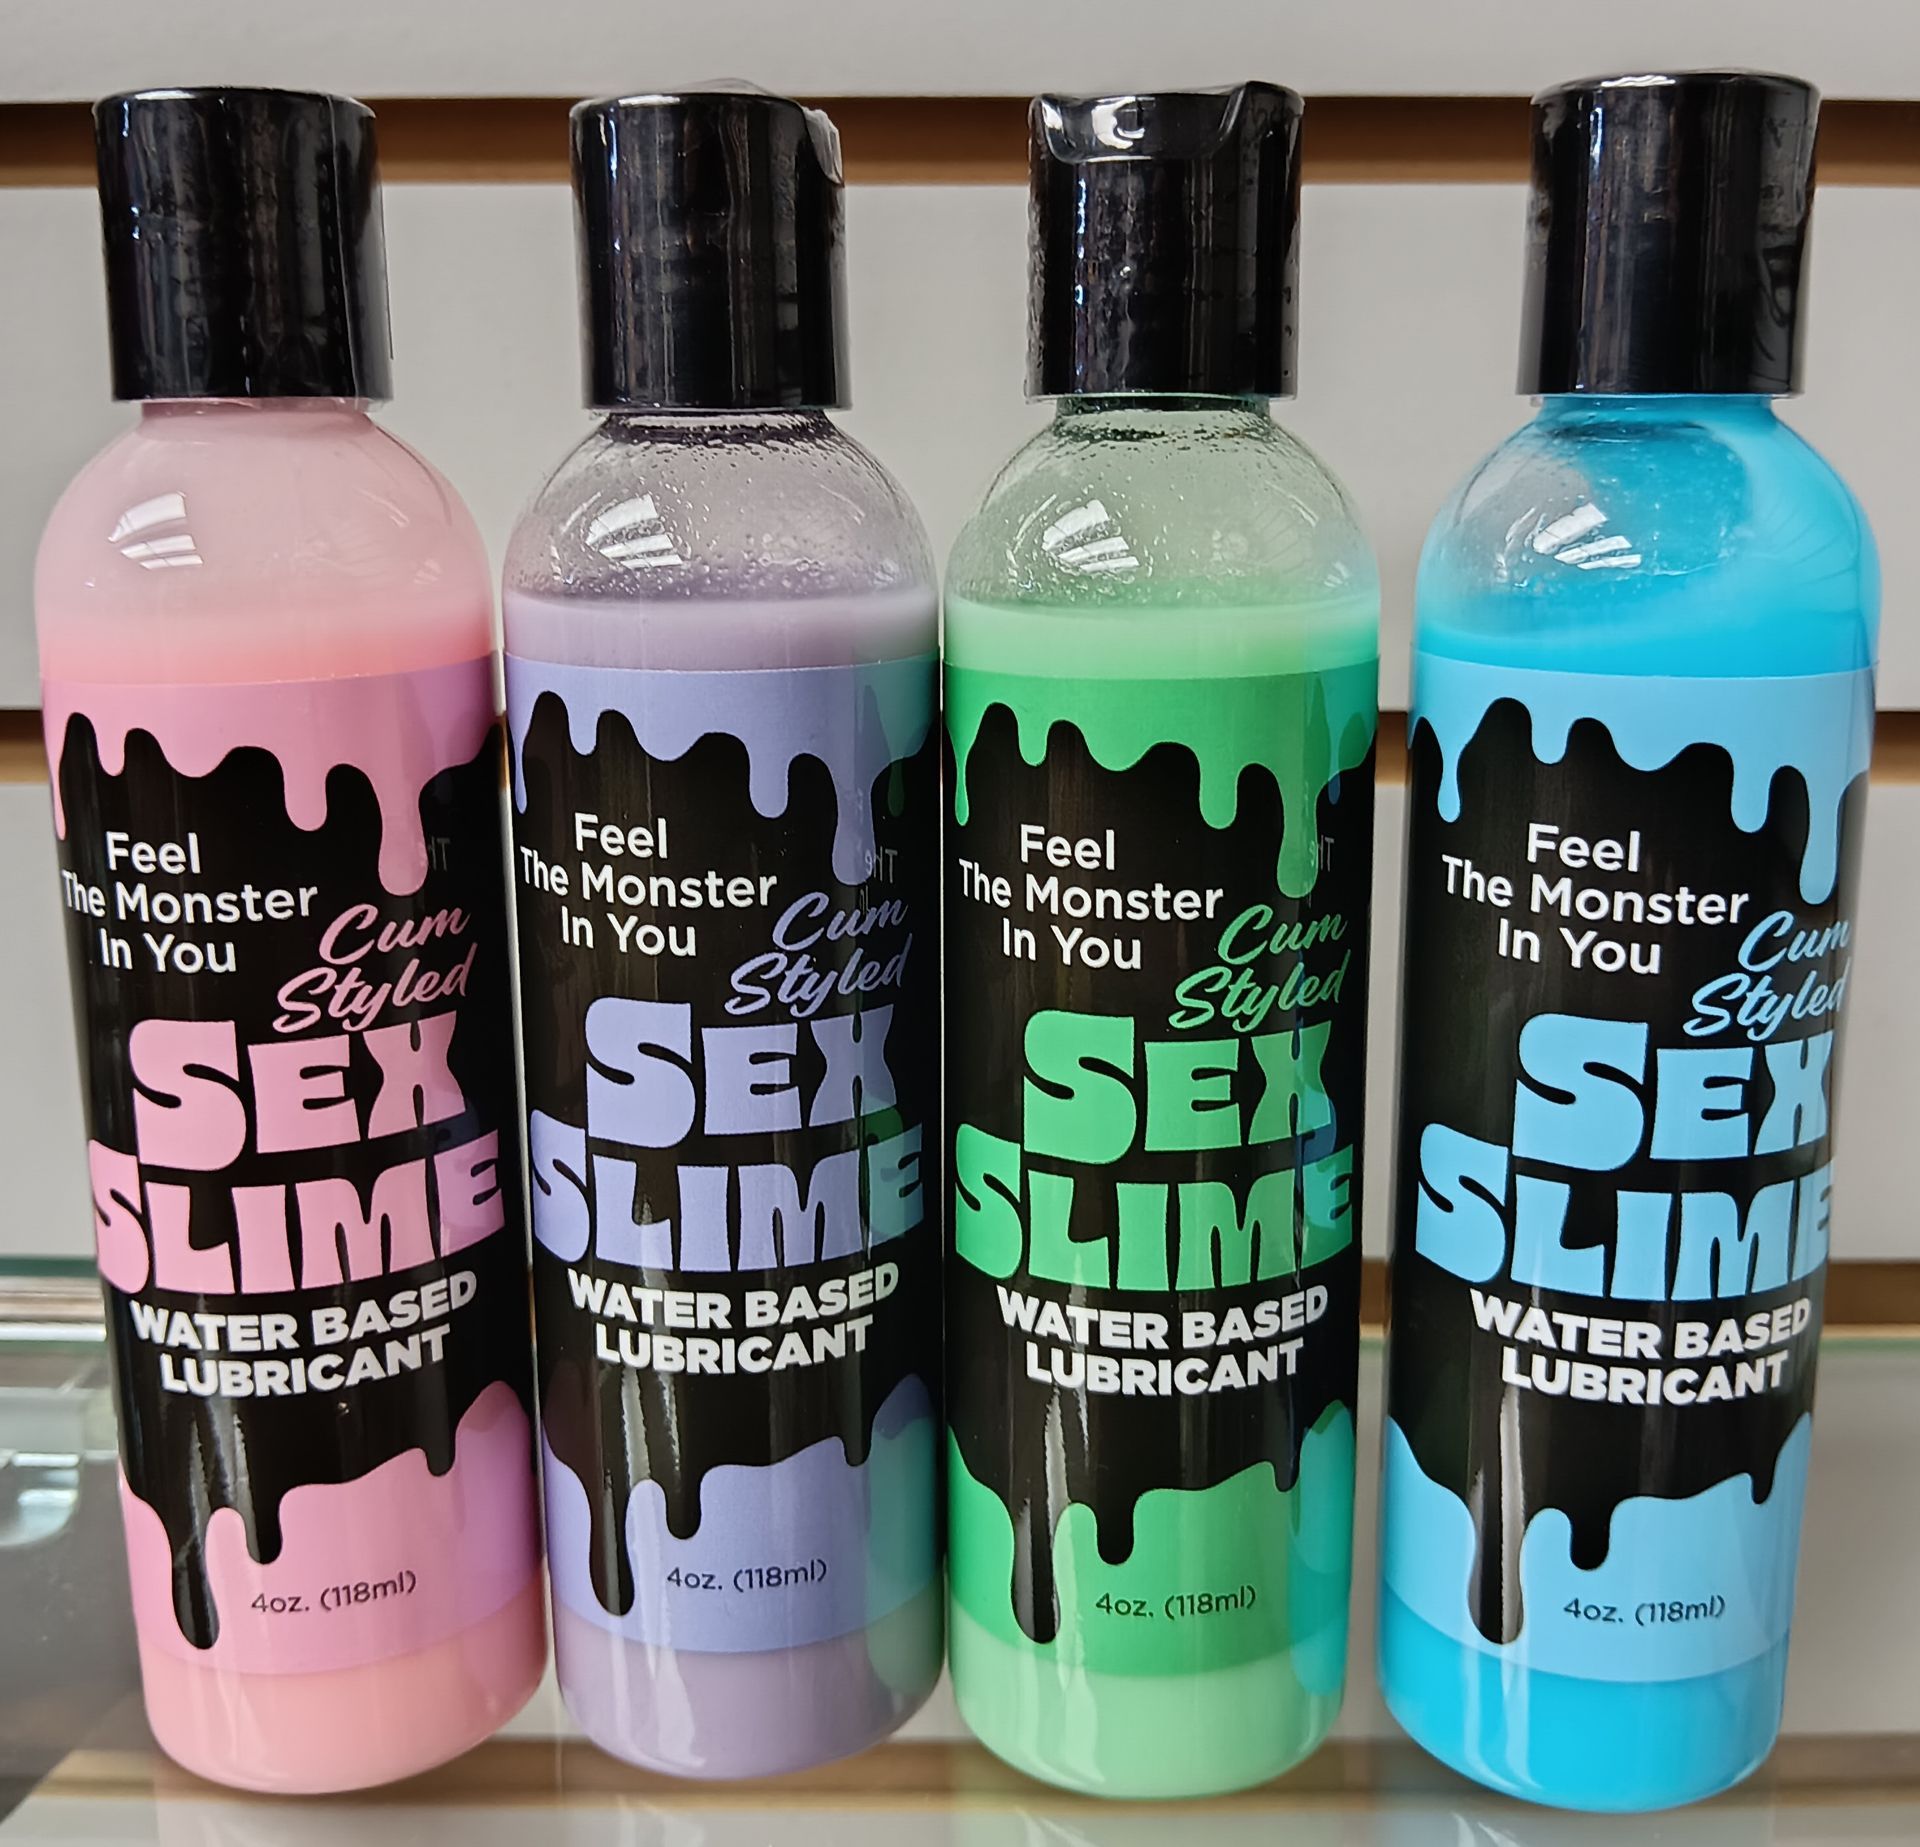 Feel
The Monster
In You
Cum
Styled
SEX
SLIME
WATER BASED
LUBRICANT
4oz. (118ml)
Feel
The Monster
In You
Cum
Styled
SEX
SLIME
WATER BASED
LUBRICANT
4oz. (118ml)
Feel
The Monster
In You
Cum
Styled
SEX
SLIME
WATER BASED
LUBRICANT
4oz. (118ml)
Feel
The Monster
In You
Cum
Styled
SEX
SLIME
WATER BASED
LUBRICANT
4oz. (118ml)